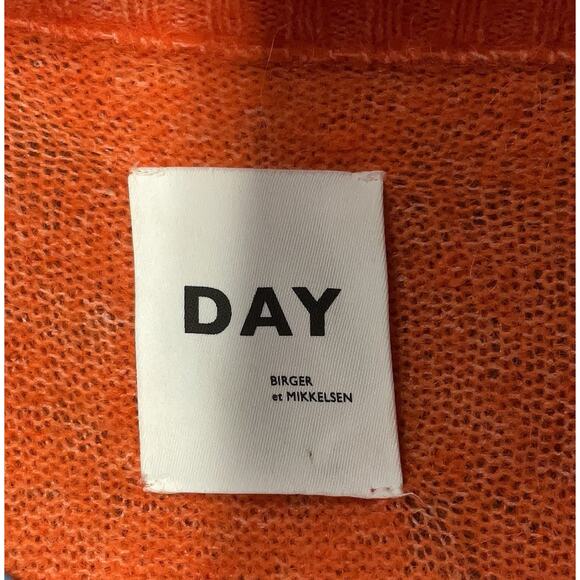 DAY
BIRGER
et MIKKELSEN